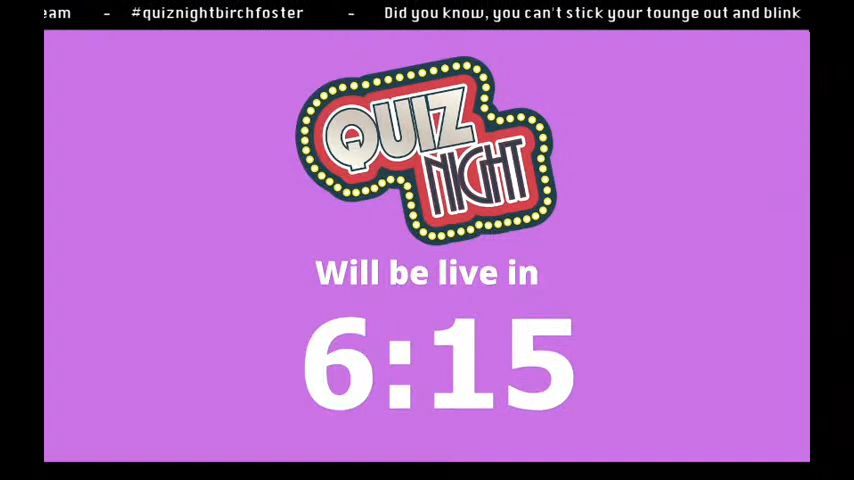 eam - #quiznightbirchfoster - Did you know, you can't stick your tounge out and blink
QUIZ
NIGHT
Will be live in
6:15